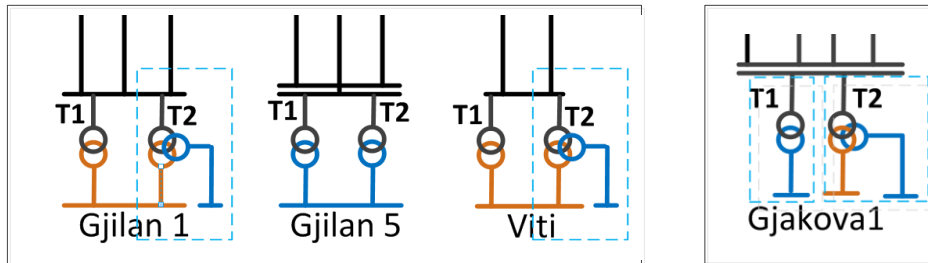 T1 T2 T1 T2 T1 T2 T1 T2
Gjilan 1 Gjilan 5 Viti Gjakova1